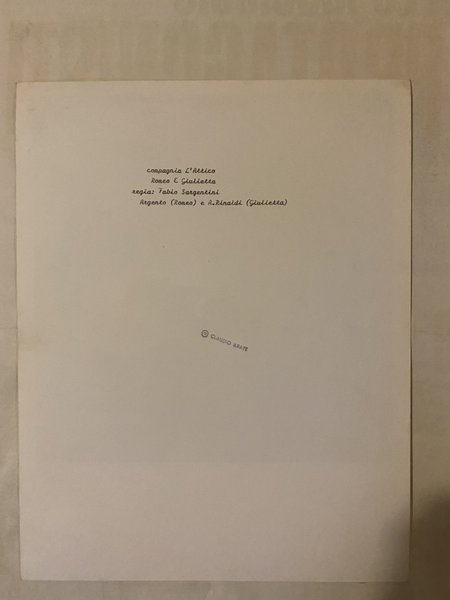 compagnia L'Attico
Romeo E Giulietta
regia: Fabio Sargentini
Argento (Romeo) e A.Rinaldi (Giulietta)
© CLAUDIO ABATE